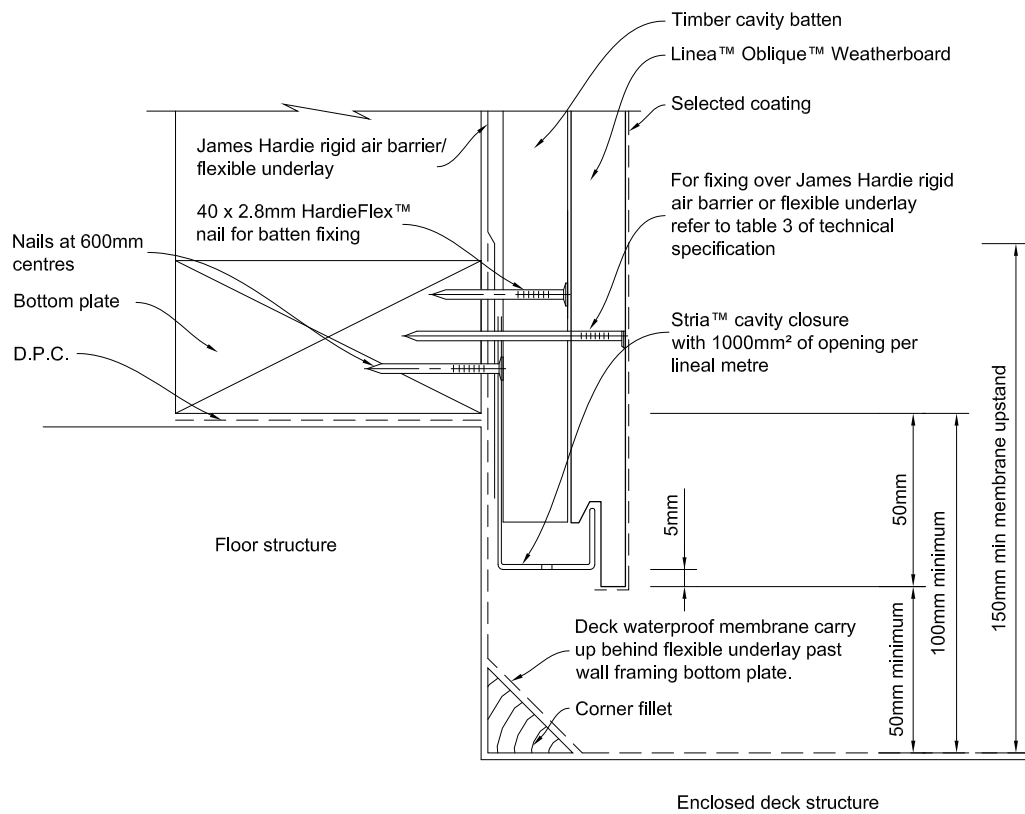 Timber cavity batten
Linea™ Oblique™ Weatherboard
Selected coating
James Hardie rigid air barrier/
flexible underlay
For fixing over James Hardie rigid
air barrier or flexible underlay
refer to table 3 of technical
specification
40 x 2.8mm HardieFlex™
nail for batten fixing
Nails at 600mm
centres
Bottom plate
Stria™ cavity closure
with 1000mm² of opening per
lineal metre
D.P.C.
5mm
50mm
50mm minimum
100mm minimum
150mm min membrane upstand
Floor structure
Deck waterproof membrane carry
up behind flexible underlay past
wall framing bottom plate.
Corner fillet
Enclosed deck structure